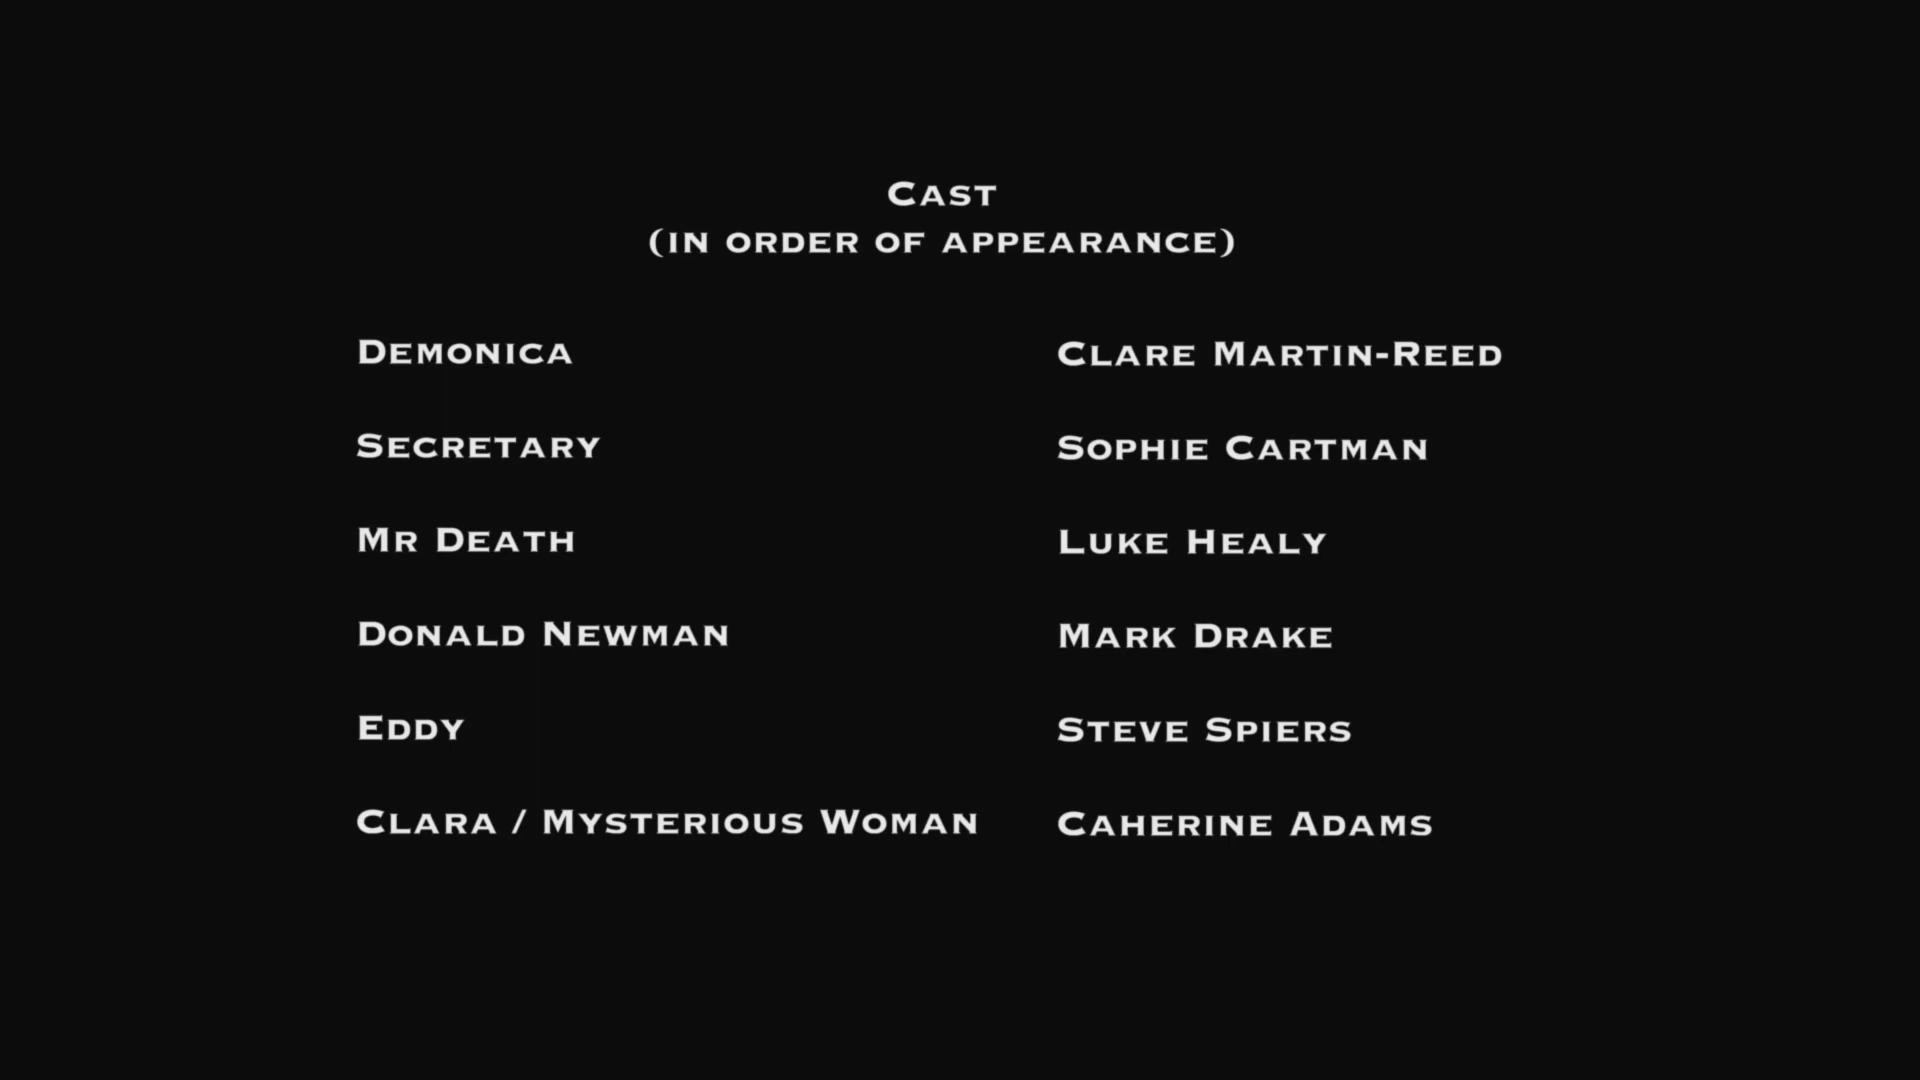 Cast
(in order of appearance)
Demonica Clare Martin-Reed
Secretary Sophie Cartman
Mr Death Luke Healy
Donald Newman Mark Drake
Eddy Steve Spiers
Clara / Mysterious Woman Caherine Adams